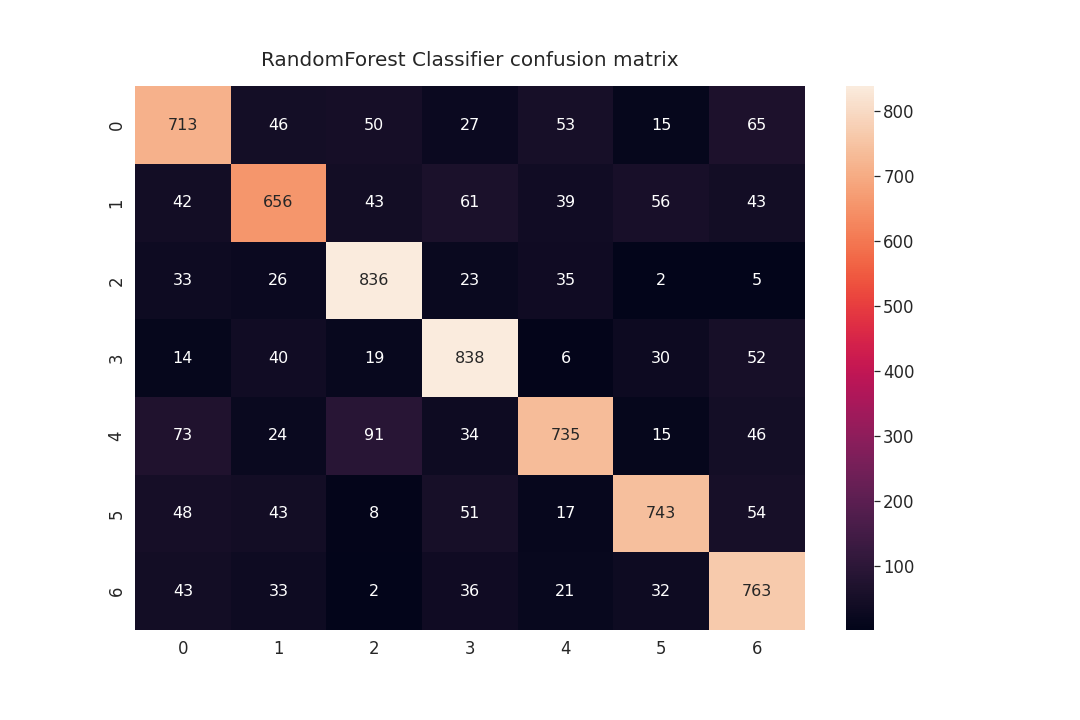 RandomForest Classifier confusion matrix
0 713 46 50 27 53 15 65
1 42 656 43 61 39 56 43
2 33 26 836 23 35 2 5
3 14 40 19 838 6 30 52
4 73 24 91 34 735 15 46
5 48 43 8 51 17 743 54
6 43 33 2 36 21 32 763
0 1 2 3 4 5 6
800
700
600
500
400
300
200
100